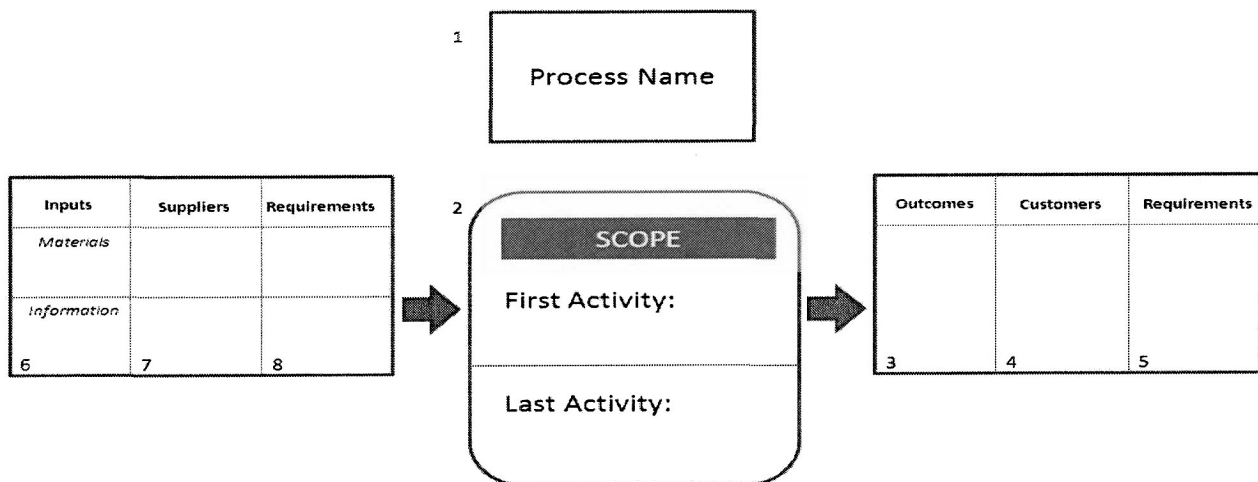 1
Process Name
Inputs Suppliers Requirements
Materials
Information
6 7 8
2
SCOPE
First Activity:
Last Activity:
Outcomes Customers Requirements
3 4 5